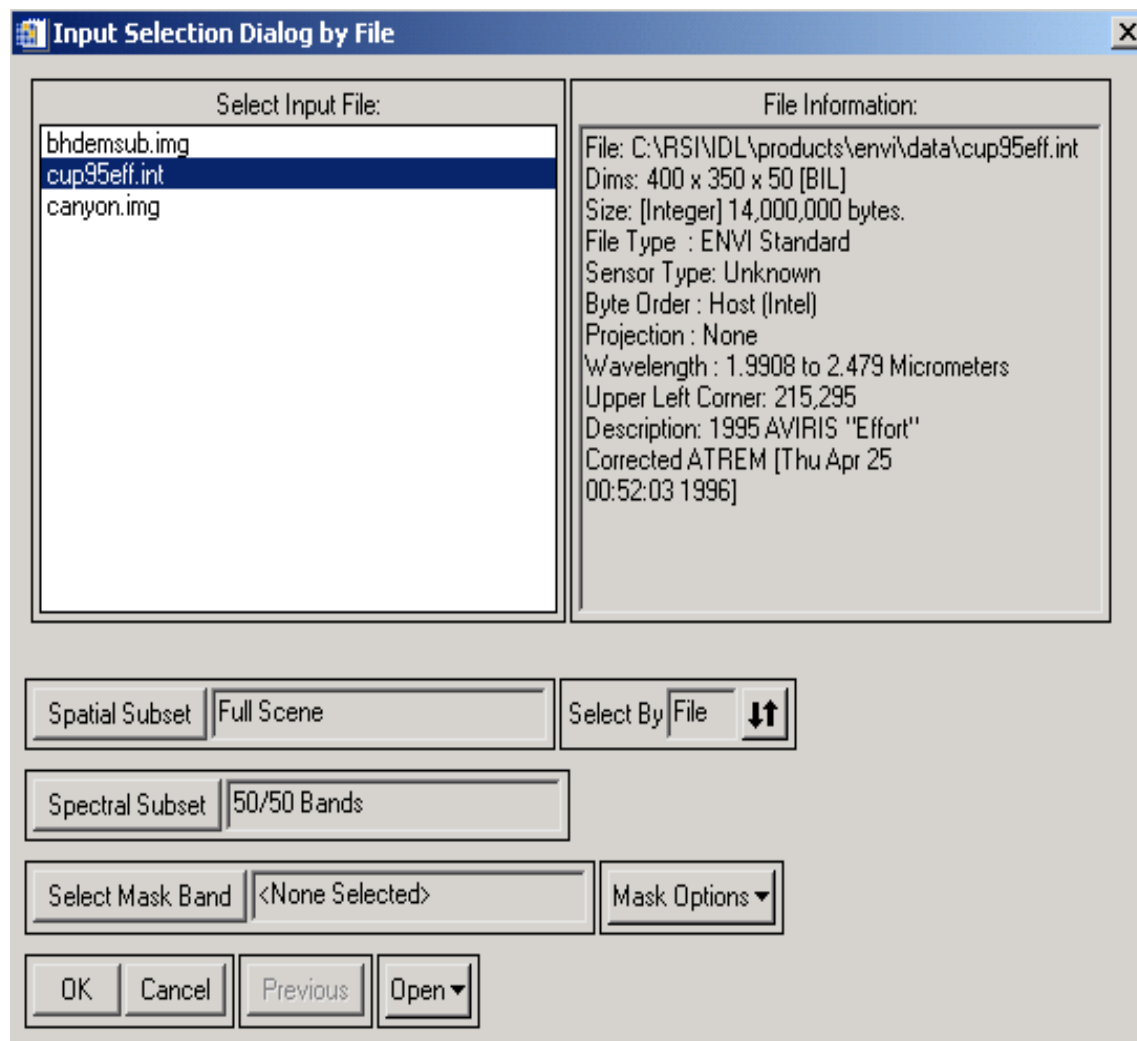 Input Selection Dialog by File
Select Input File:
bhdemsub.img
cup95eff.int
canyon.img
File Information:
File: C:\RSI\IDL\products\envi\data\cup95eff.int
Dims: 400 x 350 x 50 [BIL]
Size: [Integer] 14,000,000 bytes.
File Type : ENVI Standard
Sensor Type: Unknown
Byte Order : Host (Intel)
Projection : None
Wavelength : 1.9908 to 2.479 Micrometers
Upper Left Corner: 215,295
Description: 1995 AVIRIS "Effort"
Corrected ATREM [Thu Apr 25
00:52:03 1996]
Spatial Subset Full Scene
Select By File
Spectral Subset 50/50 Bands
Select Mask Band <None Selected>
Mask Options
OK Cancel Previous Open